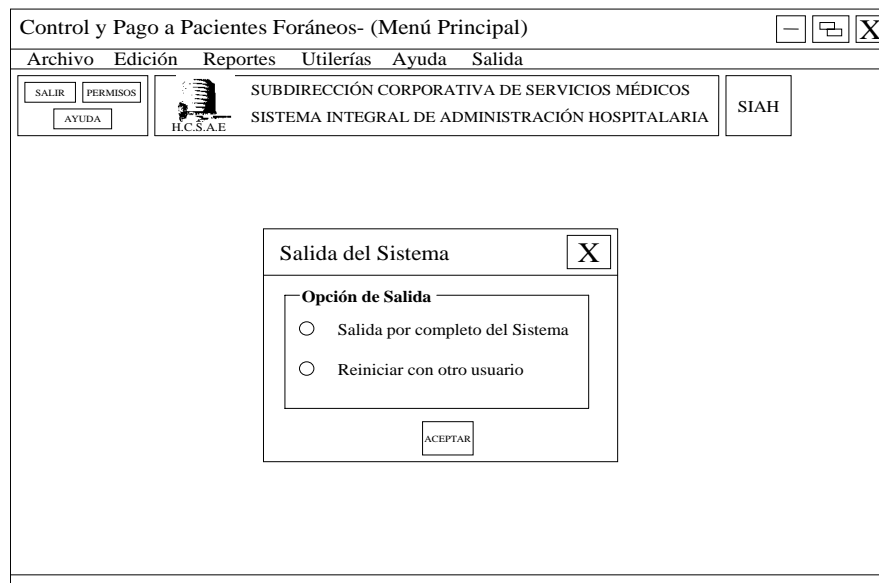 Control y Pago a Pacientes Foráneos- (Menú Principal)
X
Archivo Edición Reportes Utilerías Ayuda Salida
SALIR PERMISOS
AYUDA
H.C.S.A.E
SUBDIRECCIÓN CORPORATIVA DE SERVICIOS MÉDICOS
SISTEMA INTEGRAL DE ADMINISTRACIÓN HOSPITALARIA
SIAH
Salida del Sistema X
Opción de Salida
Salida por completo del Sistema
Reiniciar con otro usuario
ACEPTAR